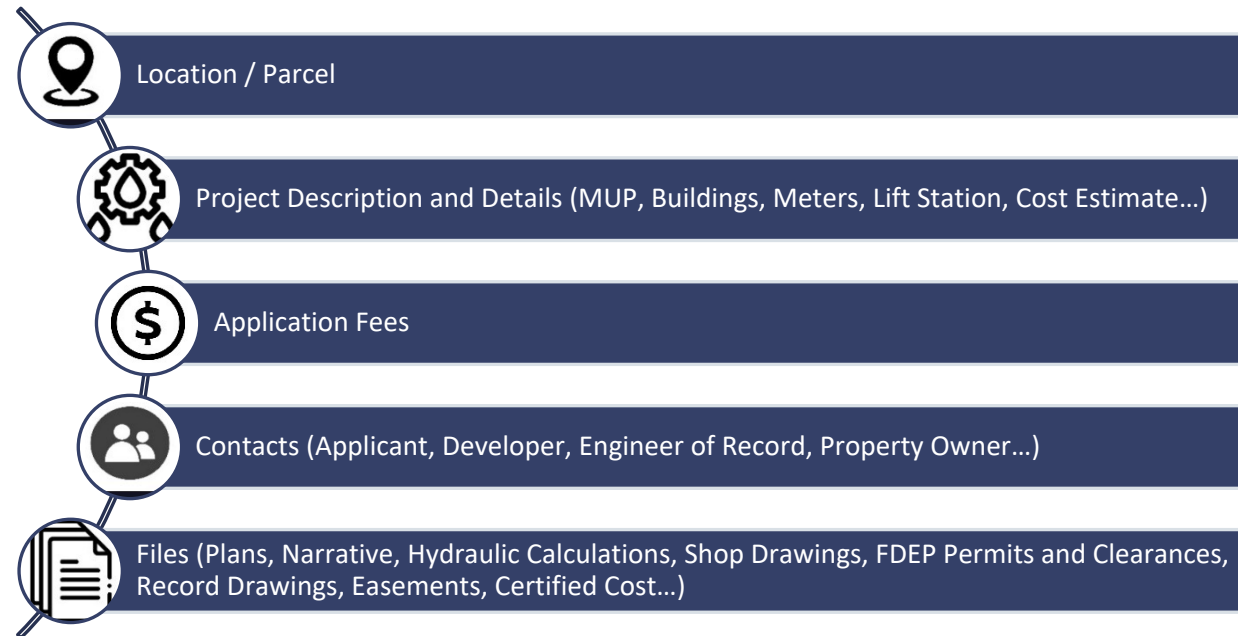 Location / Parcel
Project Description and Details (MUP, Buildings, Meters, Lift Station, Cost Estimate…)
$
Application Fees
Contacts (Applicant, Developer, Engineer of Record, Property Owner…)
Files (Plans, Narrative, Hydraulic Calculations, Shop Drawings, FDEP Permits and Clearances,
Record Drawings, Easements, Certified Cost…)